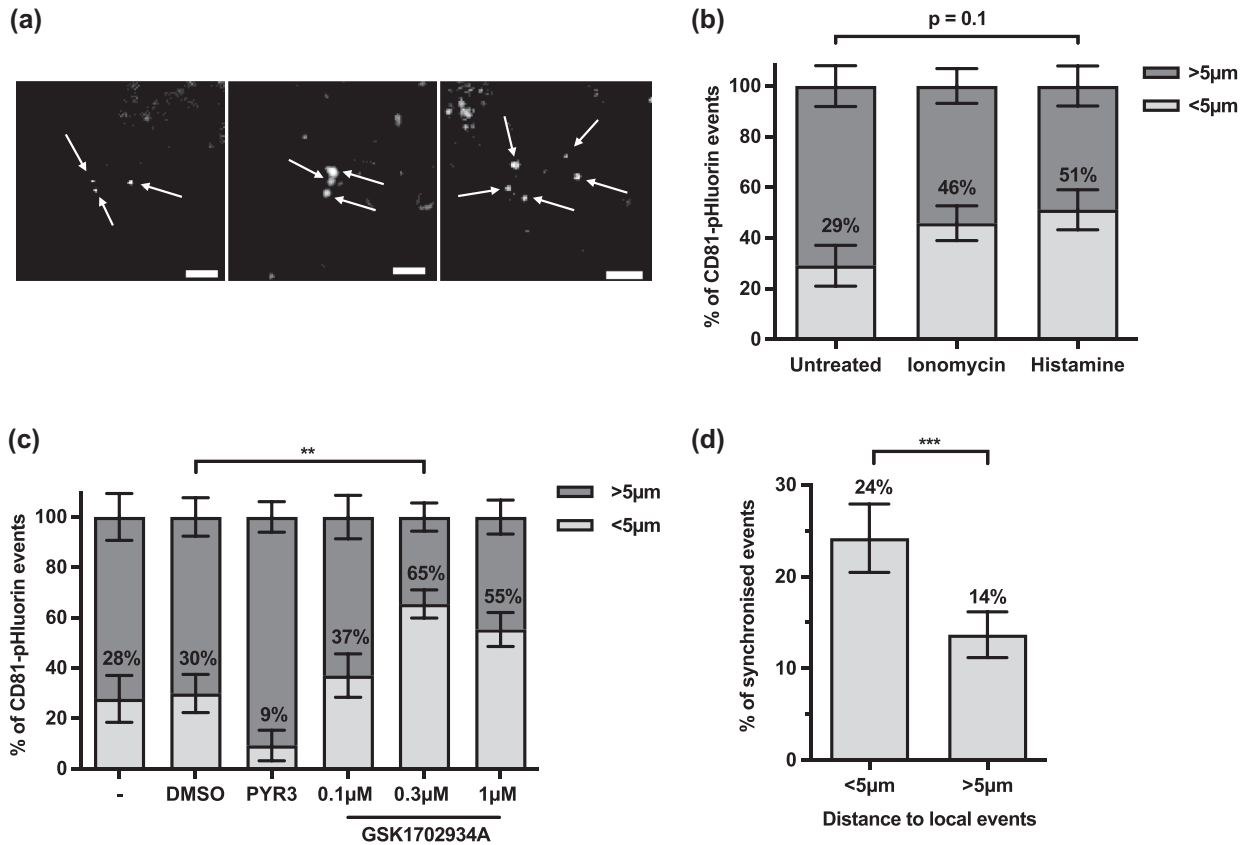 (a)
(b)
p = 0.1
>5µm
<5µm
% of CD81-pHluorin events
100
80
60
40
20
0
29%
46%
51%
Untreated
Ionomycin
Histamine
(c)
**
>5µm
<5µm
% of CD81-pHluorin events
100
80
60
40
20
0
28%
30%
9%
37%
65%
55%
-
DMSO
PYR3
0.1µM
0.3µM
1µM
GSK1702934A
(d)
***
% of synchronised events
30
20
10
0
24%
14%
<5µm
>5µm
Distance to local events